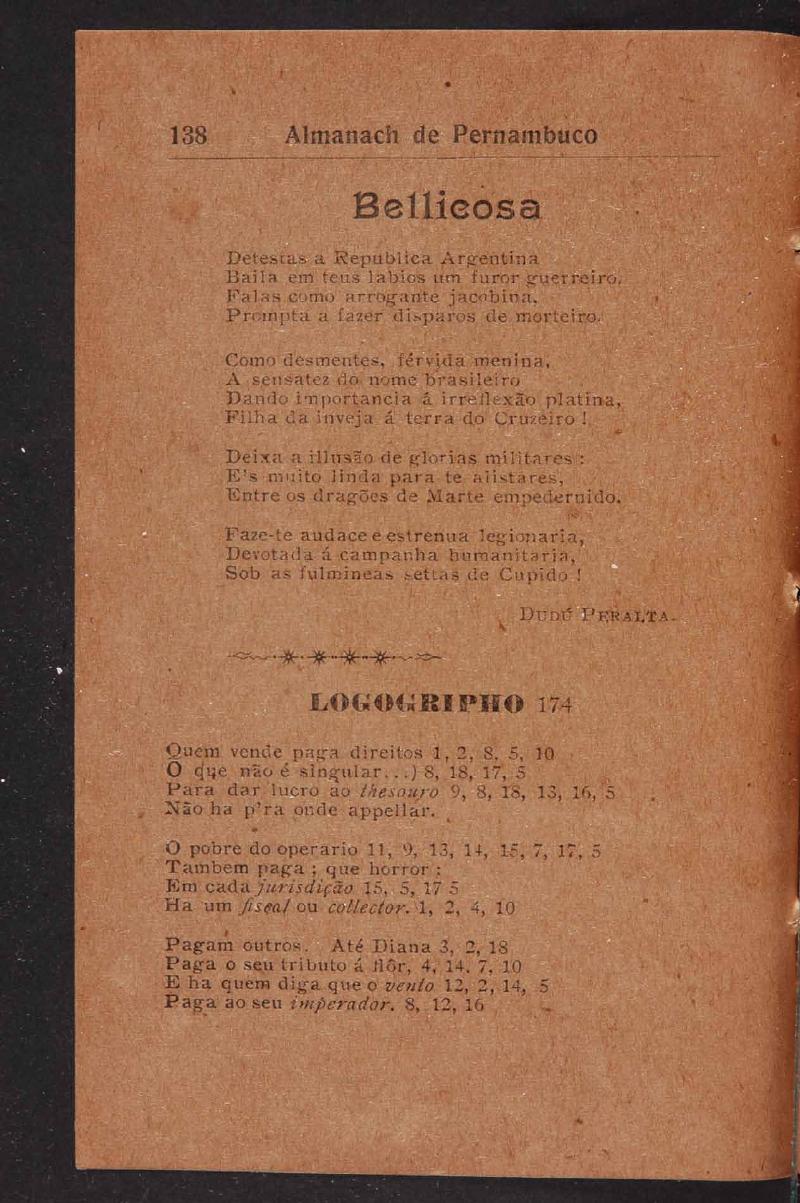 138 Almanach de Pernambuco
Bellicosa
Detestas a Republica Argentina
Baila em teus labios um furor guerreiro,
Falas como arrogante jacobina,
Prompta a fazer disparos de morteiro.
Como desmentes, férvida menina,
A sensatez do nome brasileiro
Dando importancia á irreflexão platina,
Filha da inveja á terra do Cruzeiro !
Deixa a illusão de glorias militares :
E's muito linda para te alistares,
Entre os dragões de Marte empedernido.
Faze-te audace e estrenua legionaria,
Devotada á campanha humanitaria,
Sob as fulmineas settas de Cupido !
DUDÚ PERALTA.
LOGOGRIPHO 174
Quem vende paga direitos 1, 2, 8, 5, 10
O que não é singular...) 8, 18, 17, 5
Para dar lucro ao thesouro 9, 8, 18, 13, 16, 5
Não ha p'ra onde appellar.
O pobre do operario 11, 9, 13, 14, 15, 7, 17, 5
Tambem paga ; que horror :
Em cada jurisdição 15, 5, 17 5
Ha um fiscal ou collector. 1, 2, 4, 10
Pagam outros. Até Diana 3, 2, 18
Paga o seu tributo á flôr, 4, 14, 7, 10
E ha quem diga que o vento 12, 2, 14, 5
Paga ao seu imperador. 8, 12, 16